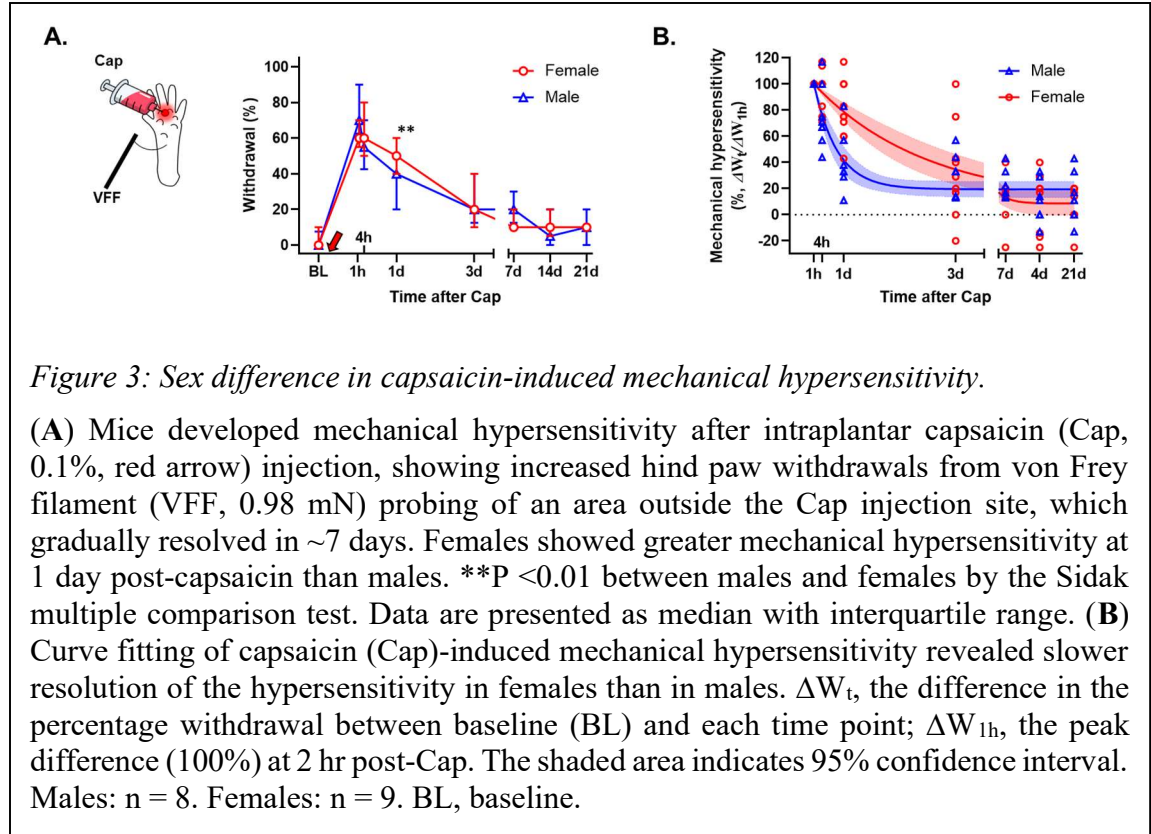 A.
Cap
VFF
Withdrawal (%)
100
80
60
40
20
0
Female
Male
**
4h
BL
1h
1d
3d
7d
14d
21d
Time after Cap
B.
Mechanical hypersensitivity
(%, ΔWt/ΔW1h)
120
100
80
60
40
20
0
-20
Male
Female
4h
1h
1d
3d
7d
4d
21d
Time after Cap
Figure 3: Sex difference in capsaicin-induced mechanical hypersensitivity.
(A) Mice developed mechanical hypersensitivity after intraplantar capsaicin (Cap,
0.1%, red arrow) injection, showing increased hind paw withdrawals from von Frey
filament (VFF, 0.98 mN) probing of an area outside the Cap injection site, which
gradually resolved in ~7 days. Females showed greater mechanical hypersensitivity at
1 day post-capsaicin than males. **P <0.01 between males and females by the Sidak
multiple comparison test. Data are presented as median with interquartile range. (B)
Curve fitting of capsaicin (Cap)-induced mechanical hypersensitivity revealed slower
resolution of the hypersensitivity in females than in males. ΔWt, the difference in the
percentage withdrawal between baseline (BL) and each time point; ΔW1h, the peak
difference (100%) at 2 hr post-Cap. The shaded area indicates 95% confidence interval.
Males: n = 8. Females: n = 9. BL, baseline.